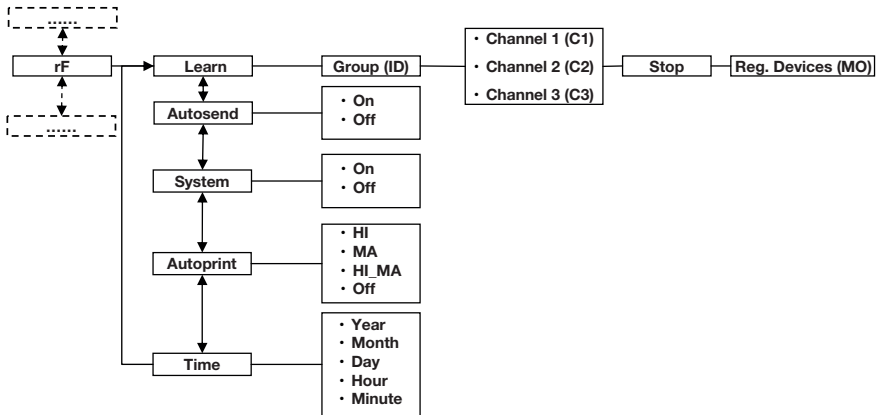 ......
rF
......
Learn
Group (ID)
• Channel 1 (C1)
• Channel 2 (C2)
• Channel 3 (C3)
Stop
Reg. Devices (MO)
Autosend
• On
• Off
System
• On
• Off
Autoprint
• HI
• MA
• HI_MA
• Off
Time
• Year
• Month
• Day
• Hour
• Minute